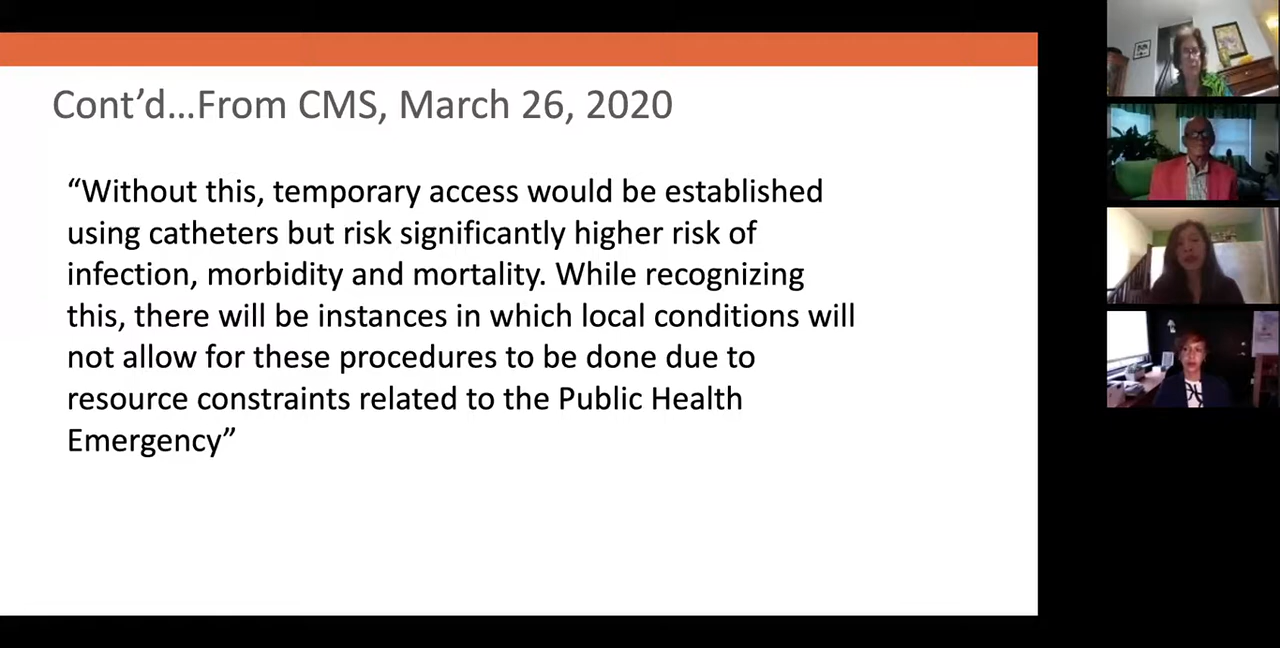 Cont’d…From CMS, March 26, 2020
“Without this, temporary access would be established
using catheters but risk significantly higher risk of
infection, morbidity and mortality. While recognizing
this, there will be instances in which local conditions will
not allow for these procedures to be done due to
resource constraints related to the Public Health
Emergency”